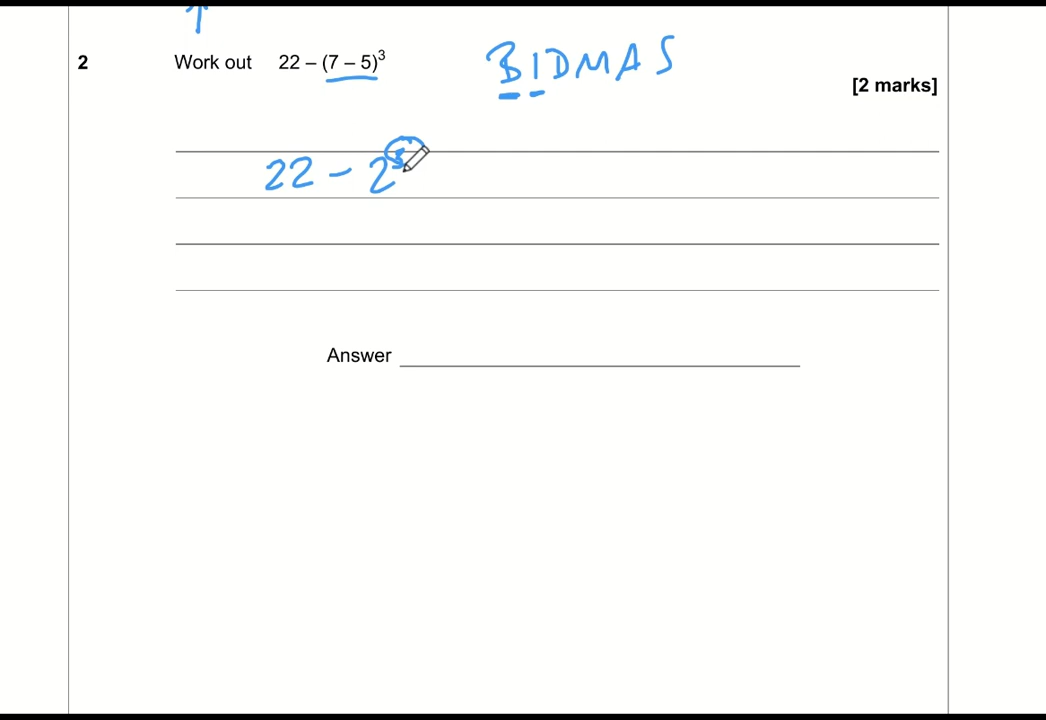 2 Work out 22 – (7 – 5)³ BIDMAS
[2 marks]
22 – 2³
Answer